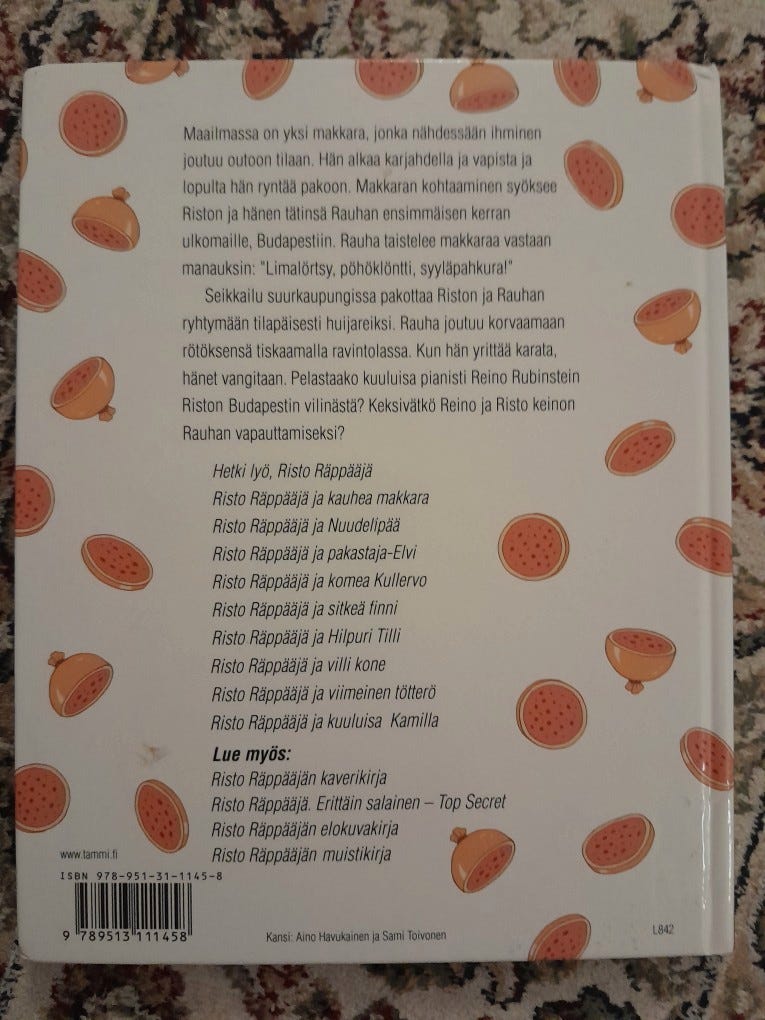 Maailmassa on yksi makkara, jonka nähdessään ihminen
joutuu outoon tilaan. Hän alkaa karjahdella ja vapista ja
lopulta hän ryntää pakoon. Makkaran kohtaaminen syöksee
Riston ja hänen tätinsä Rauhan ensimmäisen kerran
ulkomaille, Budapestiin. Rauha taistelee makkaraa vastaan
manauksin: "Limalörtsy, pöhöklöntti, syyläpahkura!"
Seikkailu suurkaupungissa pakottaa Riston ja Rauhan
ryhtymään tilapäisesti huijareiksi. Rauha joutuu korvaamaan
rötöksensä tiskaamalla ravintolassa. Kun hän yrittää karata,
hänet vangitaan. Pelastaako kuuluisa pianisti Reino Rubinstein
Riston Budapestin vilinästä? Keksivätkö Reino ja Risto keinon
Rauhan vapauttamiseksi?
Hetki lyö, Risto Räppääjä
Risto Räppääjä ja kauhea makkara
Risto Räppääjä ja Nuudelipää
Risto Räppääjä ja pakastaja-Elvi
Risto Räppääjä ja komea Kullervo
Risto Räppääjä ja sitkeä finni
Risto Räppääjä ja Hilpuri Tilli
Risto Räppääjä ja villi kone
Risto Räppääjä ja viimeinen tötterö
Risto Räppääjä ja kuuluisa Kamilla
Lue myös:
Risto Räppääjän kaverikirja
Risto Räppääjä. Erittäin salainen – Top Secret
Risto Räppääjän elokuvakirja
Risto Räppääjän muistikirja
www.tammi.fi
ISBN 978-951-31-1145-8
9 789513 111458
Kansi: Aino Havukainen ja Sami Toivonen
L842